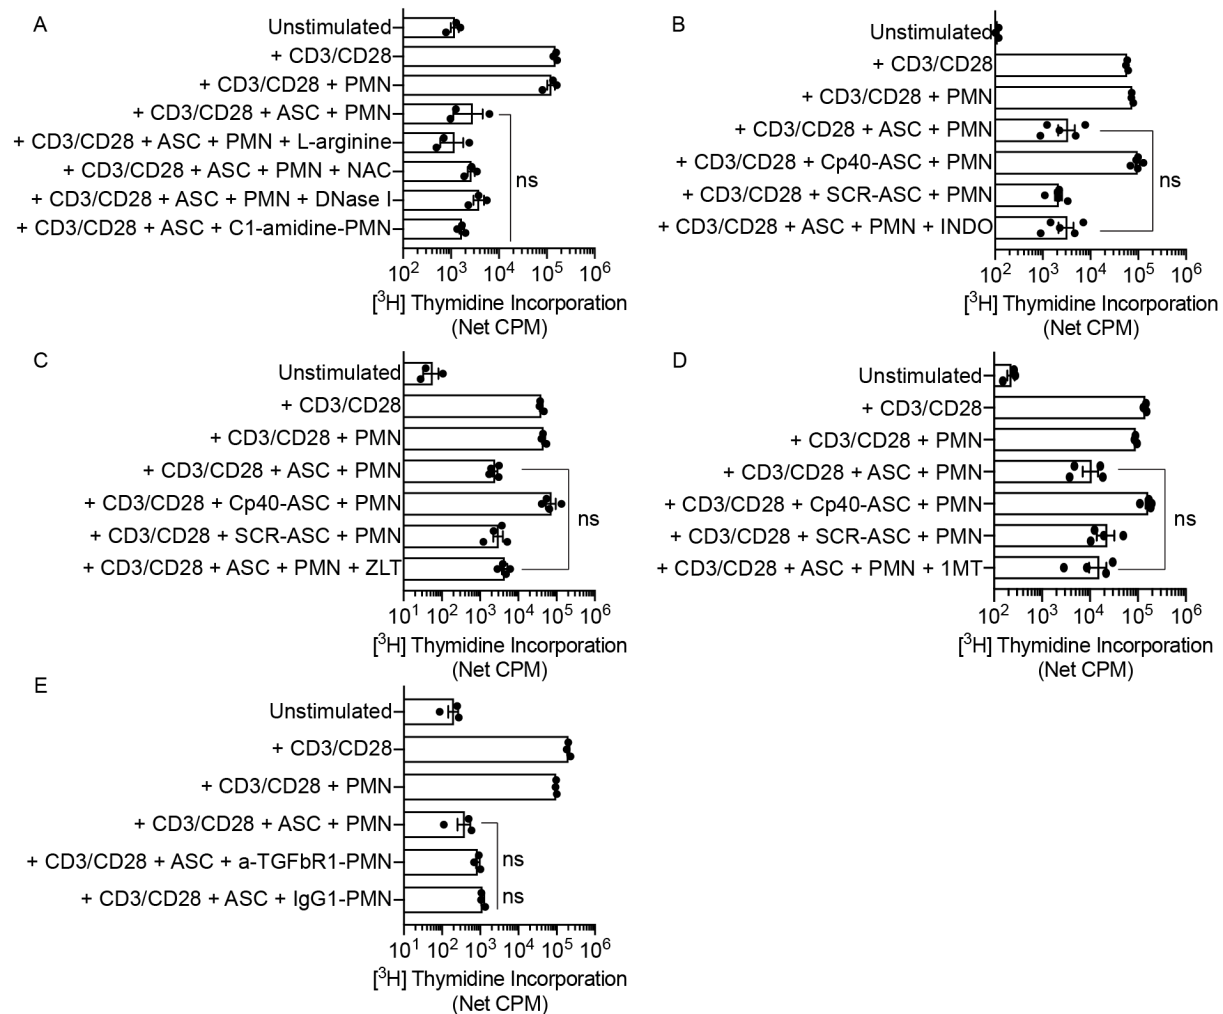 A
Unstimulated
+ CD3/CD28
+ CD3/CD28 + PMN
+ CD3/CD28 + ASC + PMN
+ CD3/CD28 + ASC + PMN + L-arginine
+ CD3/CD28 + ASC + PMN + NAC
+ CD3/CD28 + ASC + PMN + DNase I
+ CD3/CD28 + ASC + C1-amidine-PMN
ns
10² 10³ 10⁴ 10⁵ 10⁶
[³H] Thymidine Incorporation
(Net CPM)
B
Unstimulated
+ CD3/CD28
+ CD3/CD28 + PMN
+ CD3/CD28 + ASC + PMN
+ CD3/CD28 + Cp40-ASC + PMN
+ CD3/CD28 + SCR-ASC + PMN
+ CD3/CD28 + ASC + PMN + INDO
ns
10² 10³ 10⁴ 10⁵ 10⁶
[³H] Thymidine Incorporation
(Net CPM)
C
Unstimulated
+ CD3/CD28
+ CD3/CD28 + PMN
+ CD3/CD28 + ASC + PMN
+ CD3/CD28 + Cp40-ASC + PMN
+ CD3/CD28 + SCR-ASC + PMN
+ CD3/CD28 + ASC + PMN + ZLT
ns
10¹ 10² 10³ 10⁴ 10⁵ 10⁶
[³H] Thymidine Incorporation
(Net CPM)
D
Unstimulated
+ CD3/CD28
+ CD3/CD28 + PMN
+ CD3/CD28 + ASC + PMN
+ CD3/CD28 + Cp40-ASC + PMN
+ CD3/CD28 + SCR-ASC + PMN
+ CD3/CD28 + ASC + PMN + 1MT
ns
10² 10³ 10⁴ 10⁵ 10⁶
[³H] Thymidine Incorporation
(Net CPM)
E
Unstimulated
+ CD3/CD28
+ CD3/CD28 + PMN
+ CD3/CD28 + ASC + PMN
+ CD3/CD28 + ASC + a-TGFbR1-PMN
ns
+ CD3/CD28 + ASC + IgG1-PMN
ns
10¹ 10² 10³ 10⁴ 10⁵ 10⁶
[³H] Thymidine Incorporation
(Net CPM)